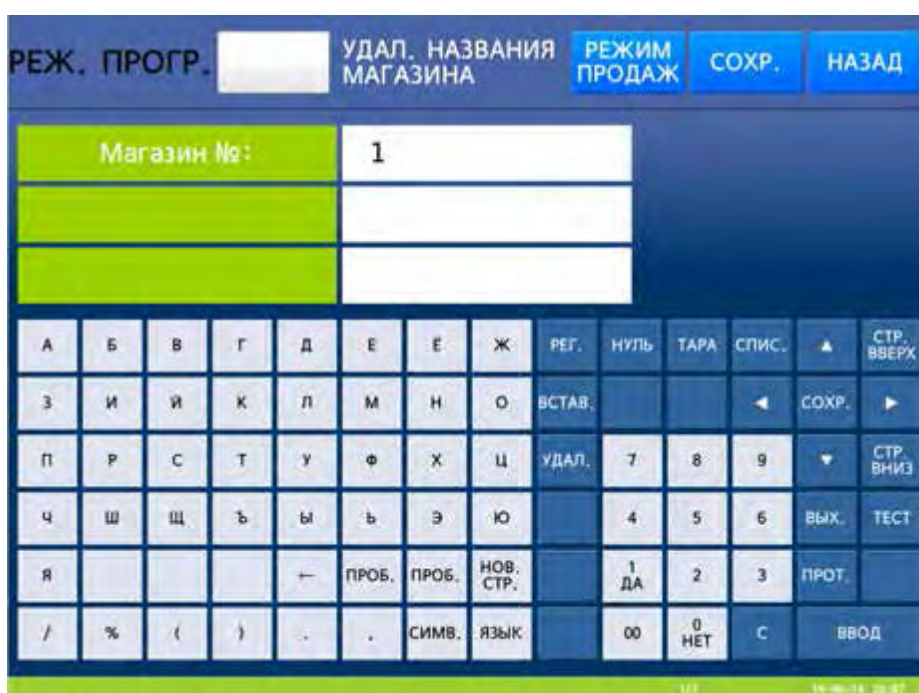 РЕЖ. ПРОГР.
УДАЛ. НАЗВАНИЯ
МАГАЗИНА
РЕЖИМ
ПРОДАЖ
СОХР.
НАЗАД
Магазин №: 1
А Б В Г Д Е Ё Ж РЕГ. НУЛЬ ТАРА СПИС. ▲ СТР. ВВЕРХ
З И Й К Л М Н О ВСТАВ. ◀ СОХР. ▶
П Р С Т У Ф Х Ц УДАЛ. 7 8 9 ▼ СТР. ВНИЗ
Ч Ш Щ Ъ Ы Ь Э Ю 4 5 6 ВЫХ. ТЕСТ
Я ← ПРОБ. ПРОБ. НОВ. СТР. 1 ДА 2 3 ПРОТ.
/ % ( ) . , СИМВ. ЯЗЫК 00 0 НЕТ С ВВОД
1/1